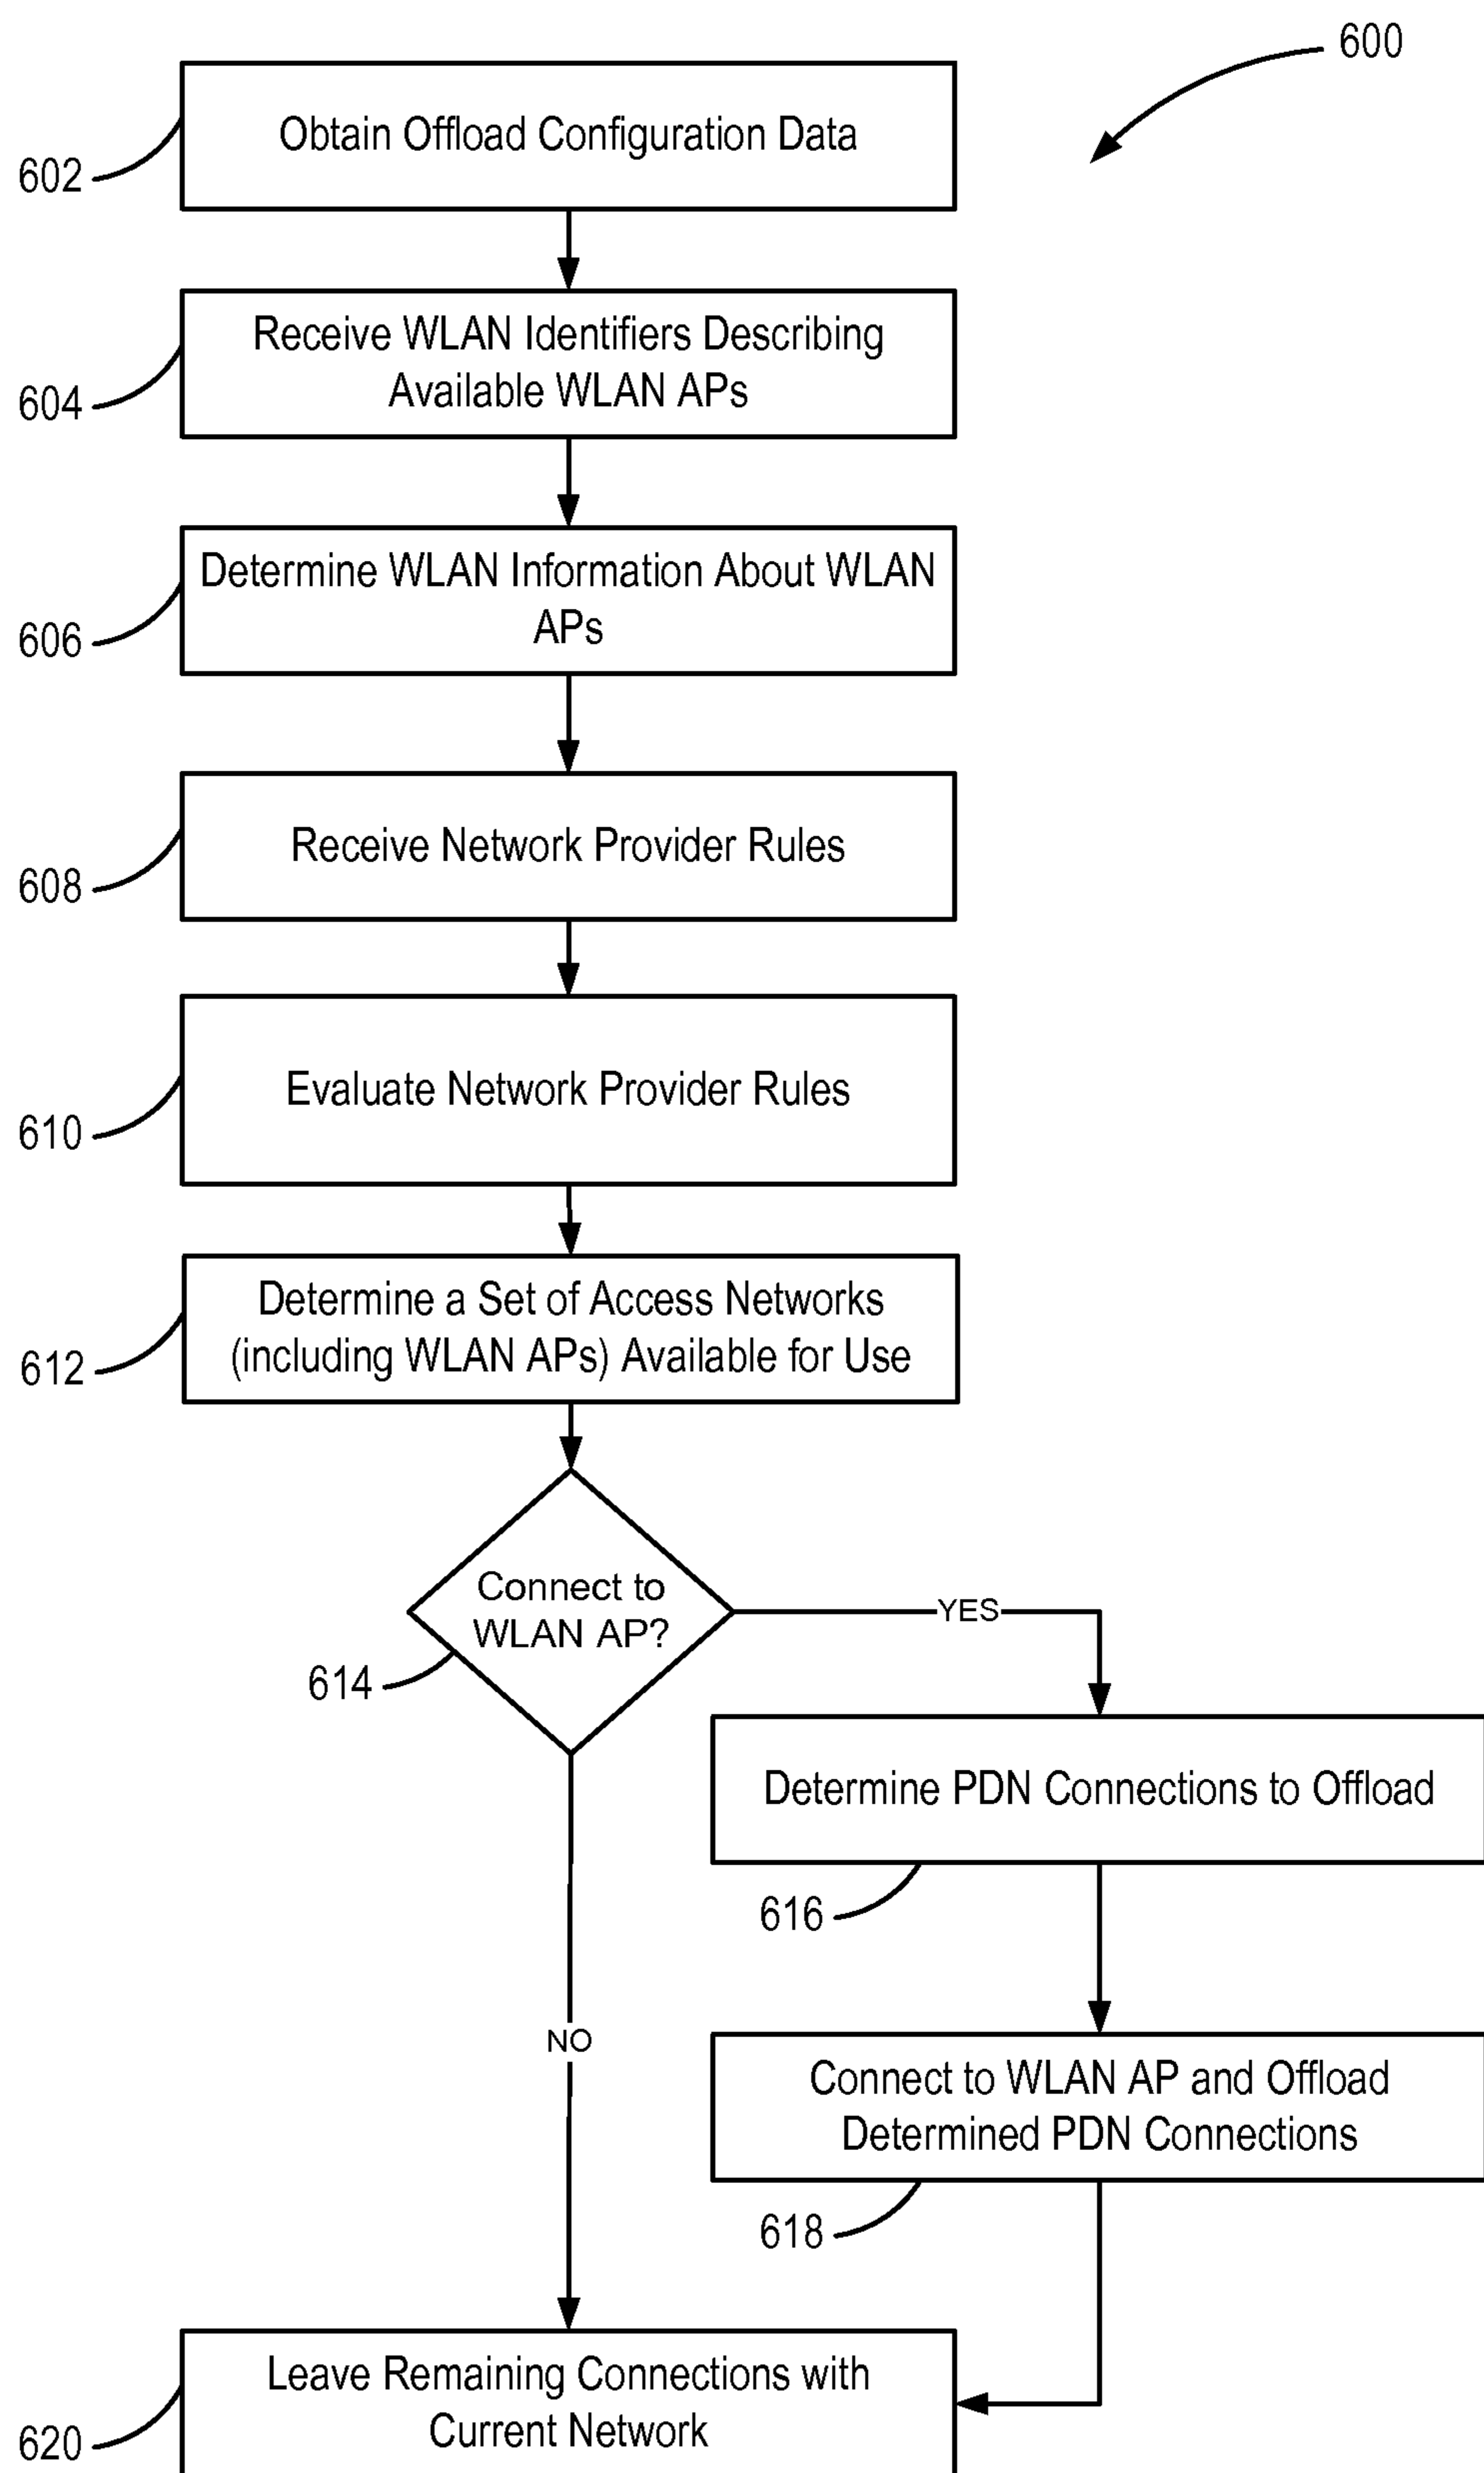 600
Obtain Offload Configuration Data
602
Receive WLAN Identifiers Describing
Available WLAN APs
604
Determine WLAN Information About WLAN
APs
606
Receive Network Provider Rules
608
Evaluate Network Provider Rules
610
Determine a Set of Access Networks
(including WLAN APs) Available for Use
612
Connect to
WLAN AP?
614
YES
Determine PDN Connections to Offload
616
NO
Connect to WLAN AP and Offload
Determined PDN Connections
618
Leave Remaining Connections with
Current Network
620